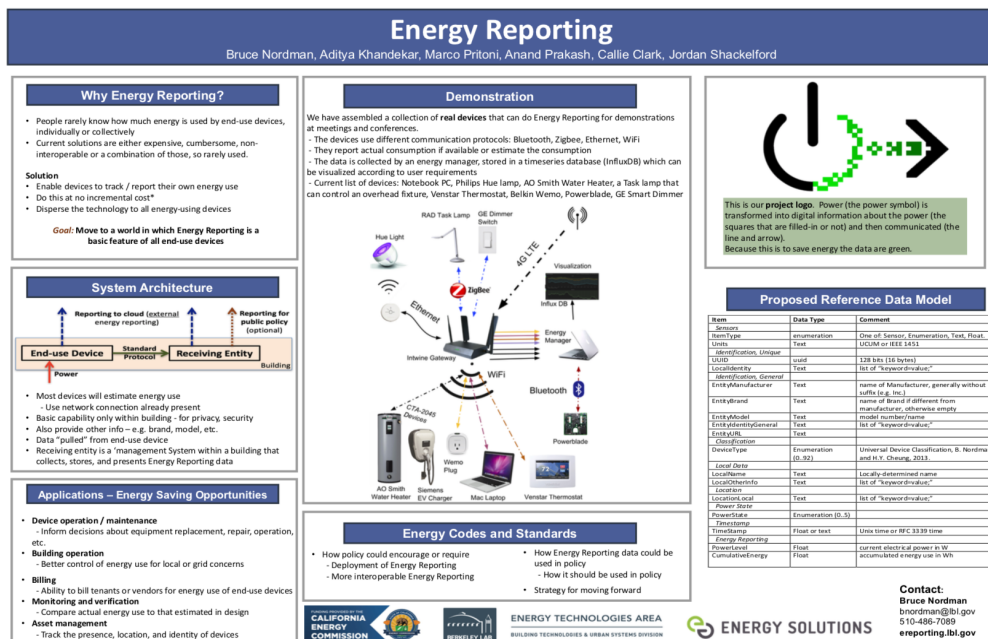 Energy Reporting
Bruce Nordman, Aditya Khandekar, Marco Pritoni, Anand Prakash, Callie Clark, Jordan Shackelford
Why Energy Reporting?
• People rarely know how much energy is used by end-use devices,
individually or collectively
• Current solutions are either expensive, cumbersome, non-
interoperable or a combination of those, so rarely used.
Solution
• Enable devices to track / report their own energy use
• Do this at no incremental cost*
• Disperse the technology to all energy-using devices
Goal: Move to a world in which Energy Reporting is a
basic feature of all end-use devices
System Architecture
Reporting to cloud (external
energy reporting)
Reporting for
public policy
(optional)
End-use Device
Standard
Protocol
Receiving Entity
Building
Power
• Most devices will estimate energy use
- Use network connection already present
• Basic capability only within building - for privacy, security
• Also provide other info – e.g. brand, model, etc.
• Data "pulled" from end-use device
• Receiving entity is a 'management System within a building that
collects, stores, and presents Energy Reporting data
Applications – Energy Saving Opportunities
• Device operation / maintenance
- Inform decisions about equipment replacement, repair, operation,
etc.
• Building operation
- Better control of energy use for local or grid concerns
• Billing
- Ability to bill tenants or vendors for energy use of end-use devices
• Monitoring and verification
- Compare actual energy use to that estimated in design
• Asset management
- Track the presence, location, and identity of devices
Demonstration
We have assembled a collection of real devices that can do Energy Reporting for demonstrations
at meetings and conferences.
- The devices use different communication protocols: Bluetooth, Zigbee, Ethernet, WiFi
- They report actual consumption if available or estimate the consumption
- The data is collected by an energy manager, stored in a timeseries database (InfluxDB) which can
be visualized according to user requirements
- Current list of devices: Notebook PC, Philips Hue lamp, AO Smith Water Heater, a Task lamp that
can control an overhead fixture, Venstar Thermostat, Belkin Wemo, Powerblade, GE Smart Dimmer
RAD Task Lamp
GE Dimmer
Switch
Hue Light
4G LTE
Visualization
ZigBee
Influx DB
Ethernet
Energy
Manager
Intwine Gateway
WiFi
Bluetooth
CTA-2045
Devices
Powerblade
Wemo
Plug
AO Smith
Water Heater
Siemens
EV Charger
Mac Laptop
Venstar Thermostat
Energy Codes and Standards
• How policy could encourage or require
- Deployment of Energy Reporting
- More interoperable Energy Reporting
• How Energy Reporting data could be
used in policy
- How it should be used in policy
• Strategy for moving forward
FUNDING PROVIDED BY THE
CALIFORNIA
ENERGY
COMMISSION
BERKELEY LAB
ENERGY TECHNOLOGIES AREA
BUILDING TECHNOLOGIES & URBAN SYSTEMS DIVISION
ENERGY SOLUTIONS
This is our project logo. Power (the power symbol) is
transformed into digital information about the power (the
squares that are filled-in or not) and then communicated (the
line and arrow).
Because this is to save energy the data are green.
Proposed Reference Data Model
Item Data Type Comment
Sensors
ItemType enumeration One of: Sensor, Enumeration, Text, Float.
Units Text UCUM or IEEE 1451
Identification, Unique
UUID uuid 128 bits (16 bytes)
LocalIdentity Text list of "keyword=value;"
Identification, General
EntityManufacturer Text name of Manufacturer, generally without
suffix (e.g. Inc.)
EntityBrand Text name of Brand if different from
manufacturer, otherwise empty
EntityModel Text model number/name
EntityIdentityGeneral Text list of "keyword=value;"
EntityURL Text
Classification
DeviceType Enumeration Universal Device Classification, B. Nordma
(0..92) and H.Y. Cheung, 2013.
Local Data
LocalName Text Locally-determined name
LocalOtherInfo Text list of "keyword=value;"
Location
LocationLocal Text list of "keyword=value;"
Power State
PowerState Enumeration (0..5)
Timestamp
TimeStamp Float or text Unix time or RFC 3339 time
Energy Reporting
PowerLevel Float current electrical power in W
CumulativeEnergy Float accumulated energy use in Wh
Contact:
Bruce Nordman
bnordman@lbl.gov
510-486-7089
ereporting.lbl.gov